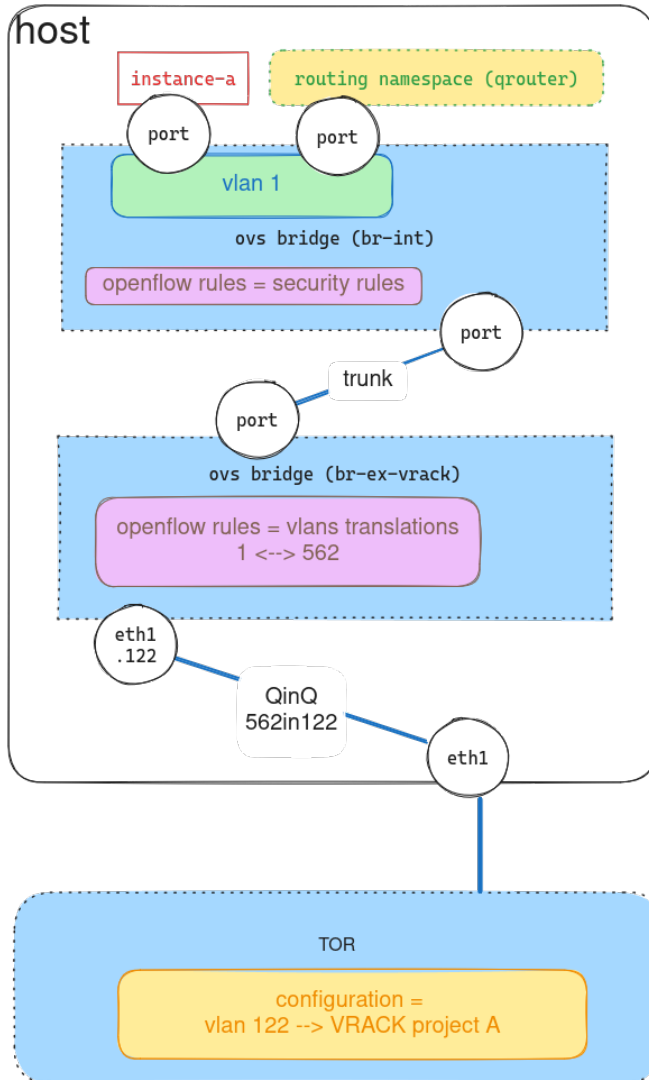 host
instance-a
routing namespace (qrouter)
port
port
vlan 1
ovs bridge (br-int)
openflow rules = security rules
port
trunk
port
ovs bridge (br-ex-vrack)
openflow rules = vlans translations
1 <--> 562
eth1
.122
QinQ
562in122
eth1
TOR
configuration =
vlan 122 --> VRACK project A